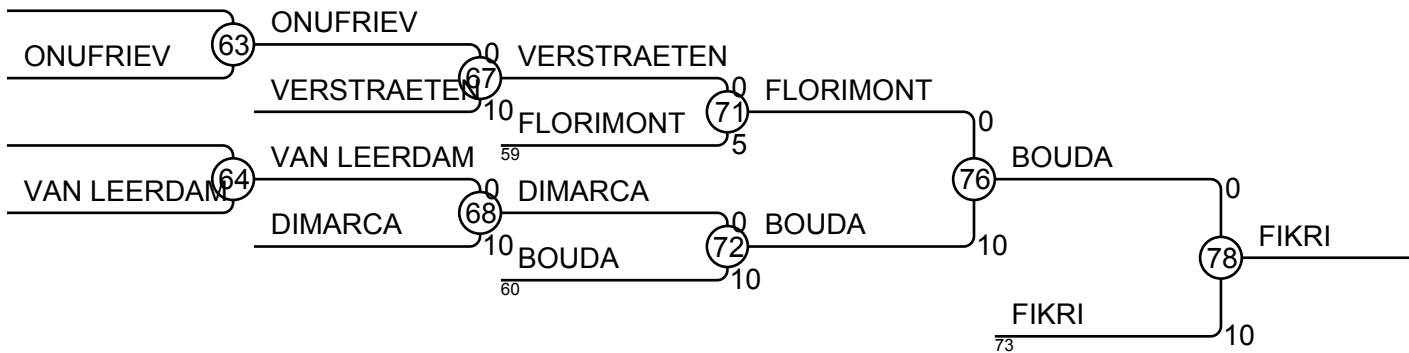 ONUFRIEV
63
ONUFRIEV
0
67
VERSTRAETEN
10
VERSTRAETEN
0
71
FLORIMONT
59
5
FLORIMONT
0
VAN LEERDAM
64
VAN LEERDAM
0
68
DIMARCA
10
DIMARCA
0
72
BOUDA
60
10
BOUDA
76
10
BOUDA
0
78
FIKRI
73
10
FIKRI